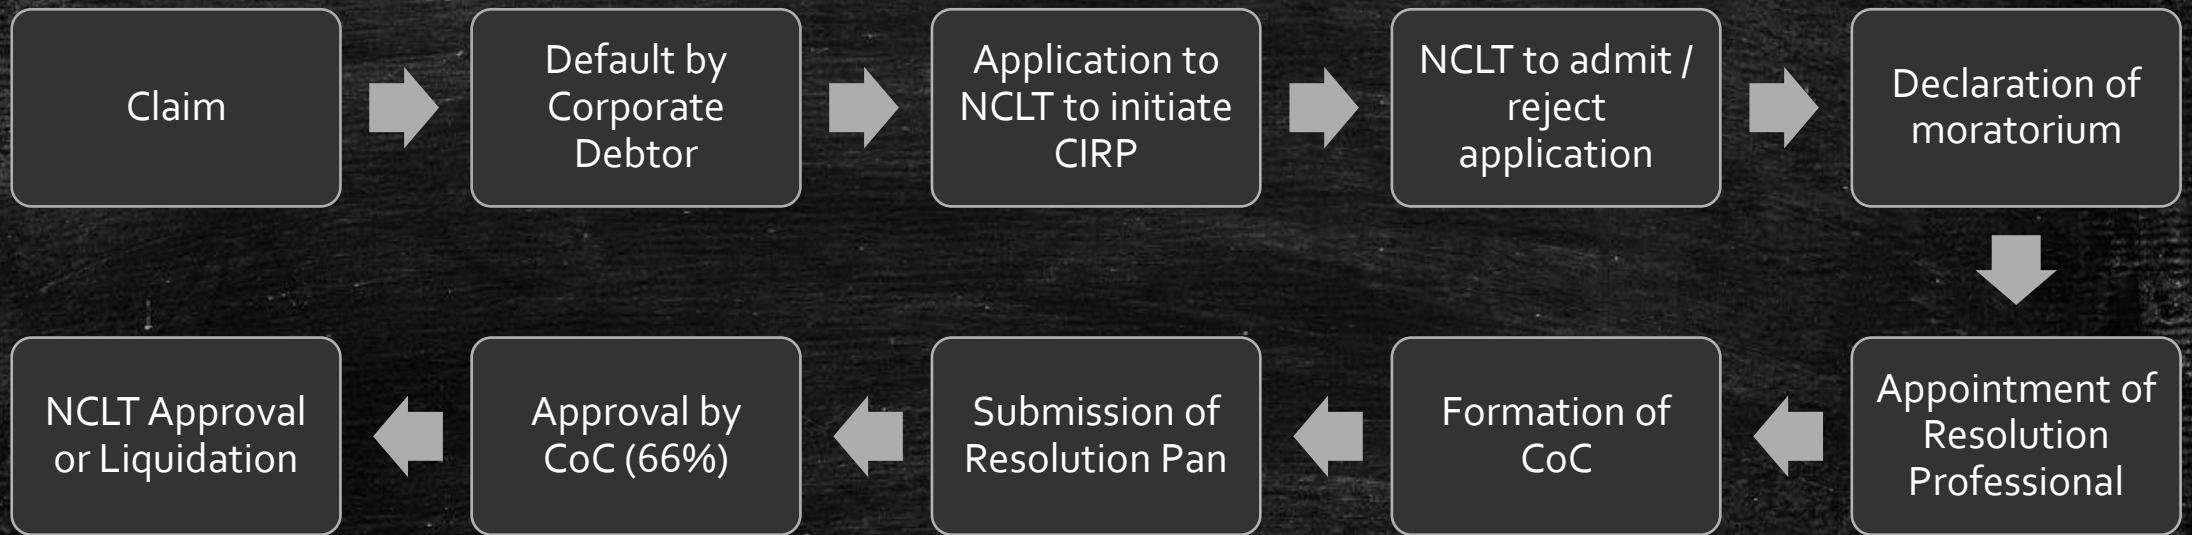 Claim
Default by
Corporate
Debtor
Application to
NCLT to initiate
CIRP
NCLT to admit /
reject
application
Declaration of
moratorium
Appointment of
Resolution
Professional
Formation of
CoC
Submission of
Resolution Pan
Approval by
CoC (66%)
NCLT Approval
or Liquidation